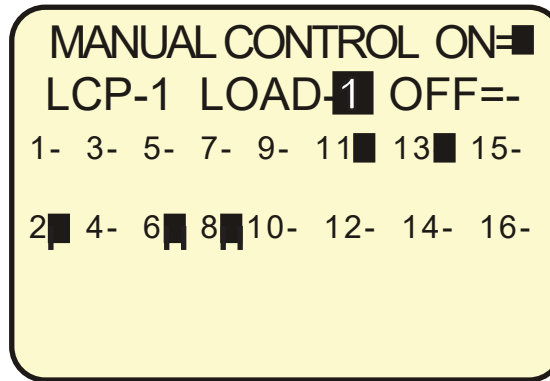 MANUAL CONTROL ON=■
LCP-1 LOAD-1 OFF=-
1- 3- 5- 7- 9- 11■ 13■ 15-
2■ 4- 6■ 8■ 10- 12- 14- 16-